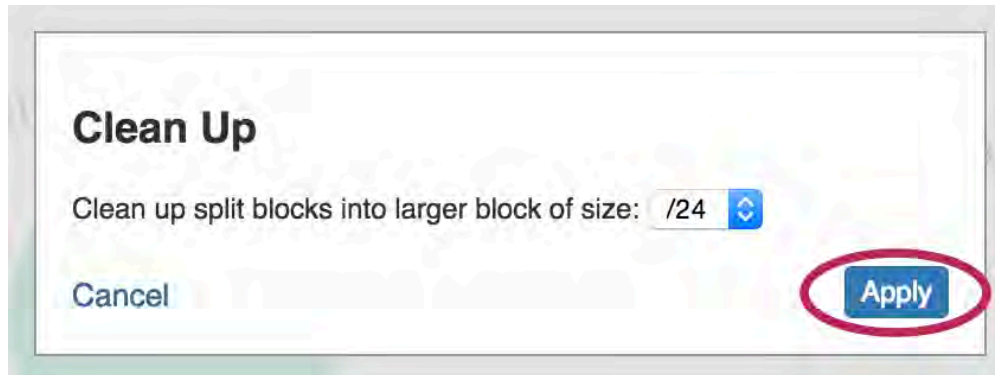 Clean Up
Clean up split blocks into larger block of size: /24
Cancel
Apply